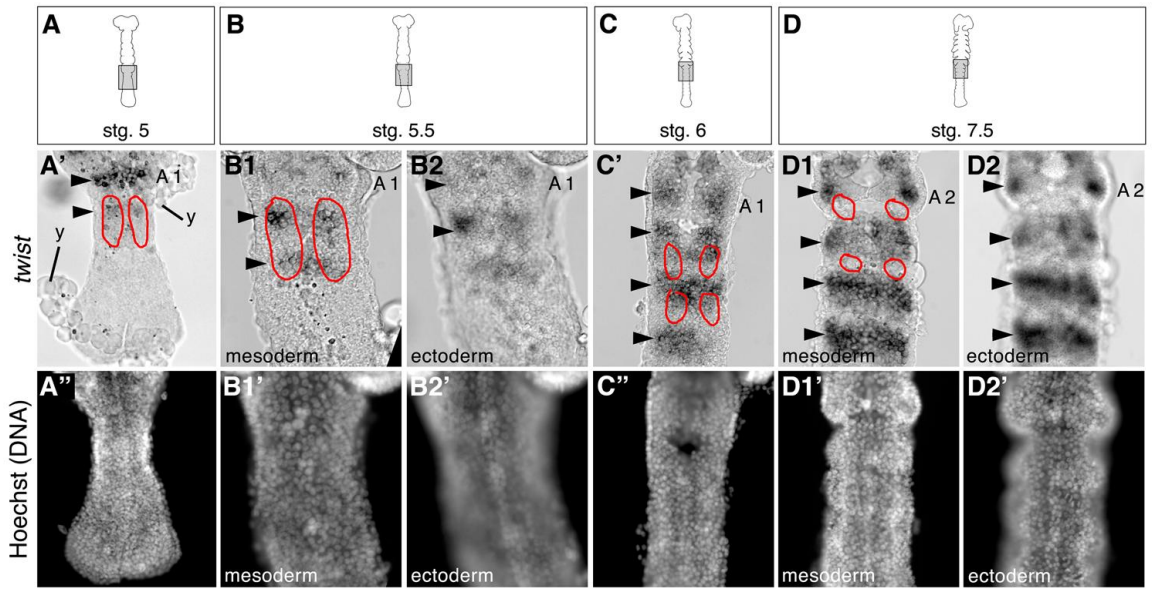 A
B
C
D
stg. 5
stg. 5.5
stg. 6
stg. 7.5
twist
A’
A 1
y
y
B1
A 1
mesoderm
B2
A 1
ectoderm
C’
A 1
D1
A 2
mesoderm
D2
A 2
ectoderm
Hoechst (DNA)
A’’
B1’
mesoderm
B2’
ectoderm
C’’
D1’
mesoderm
D2’
ectoderm